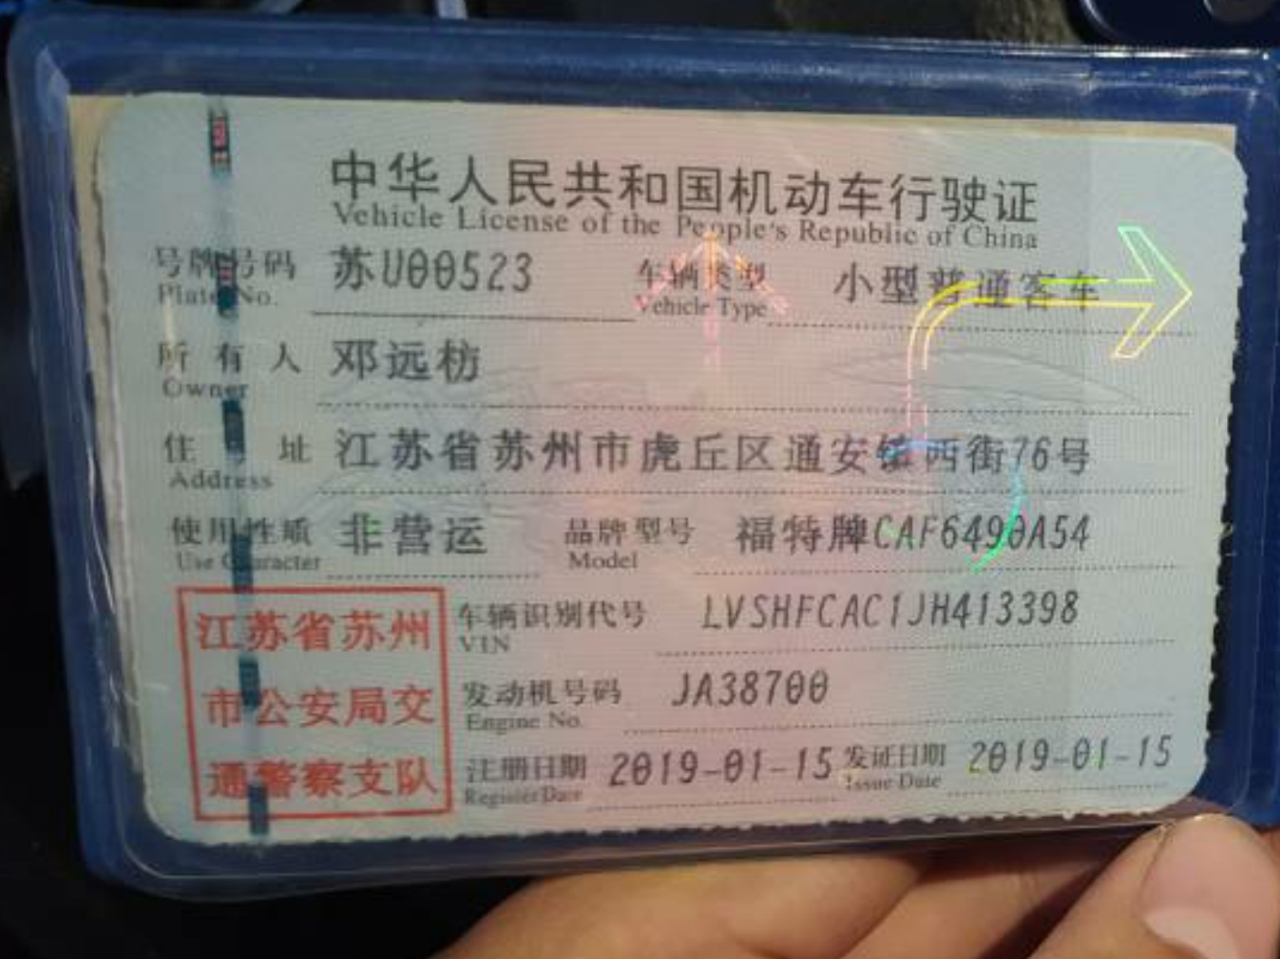 中华人民共和国机动车行驶证
Vehicle License of the People's Republic of China
号牌号码 苏U00523 车辆类型 小型普通客车
Plate No. Vehicle Type
所有人 邓远枋
Owner
住址 江苏省苏州市虎丘区通安镇西街76号
Address
使用性质 非营运 品牌型号 福特牌CAF6490A54
Use Character Model
江苏省苏州
市公安局交
通警察支队
车辆识别代号 LVSHFCAC1JH413398
VIN
发动机号码 JA38700
Engine No.
注册日期 2019-01-15 发证日期 2019-01-15
Register Date Issue Date